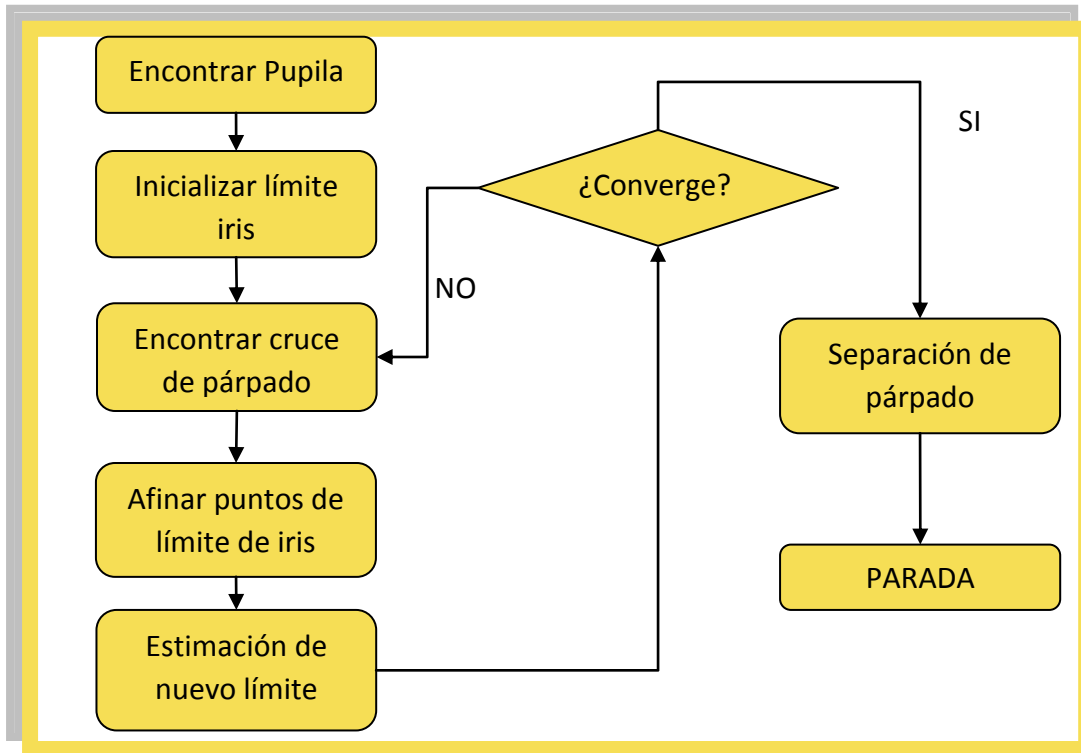 Encontrar Pupila
Inicializar límite
iris
Encontrar cruce
de párpado
Afinar puntos de
límite de iris
Estimación de
nuevo límite
¿Converge?
NO
SI
Separación de
párpado
PARADA